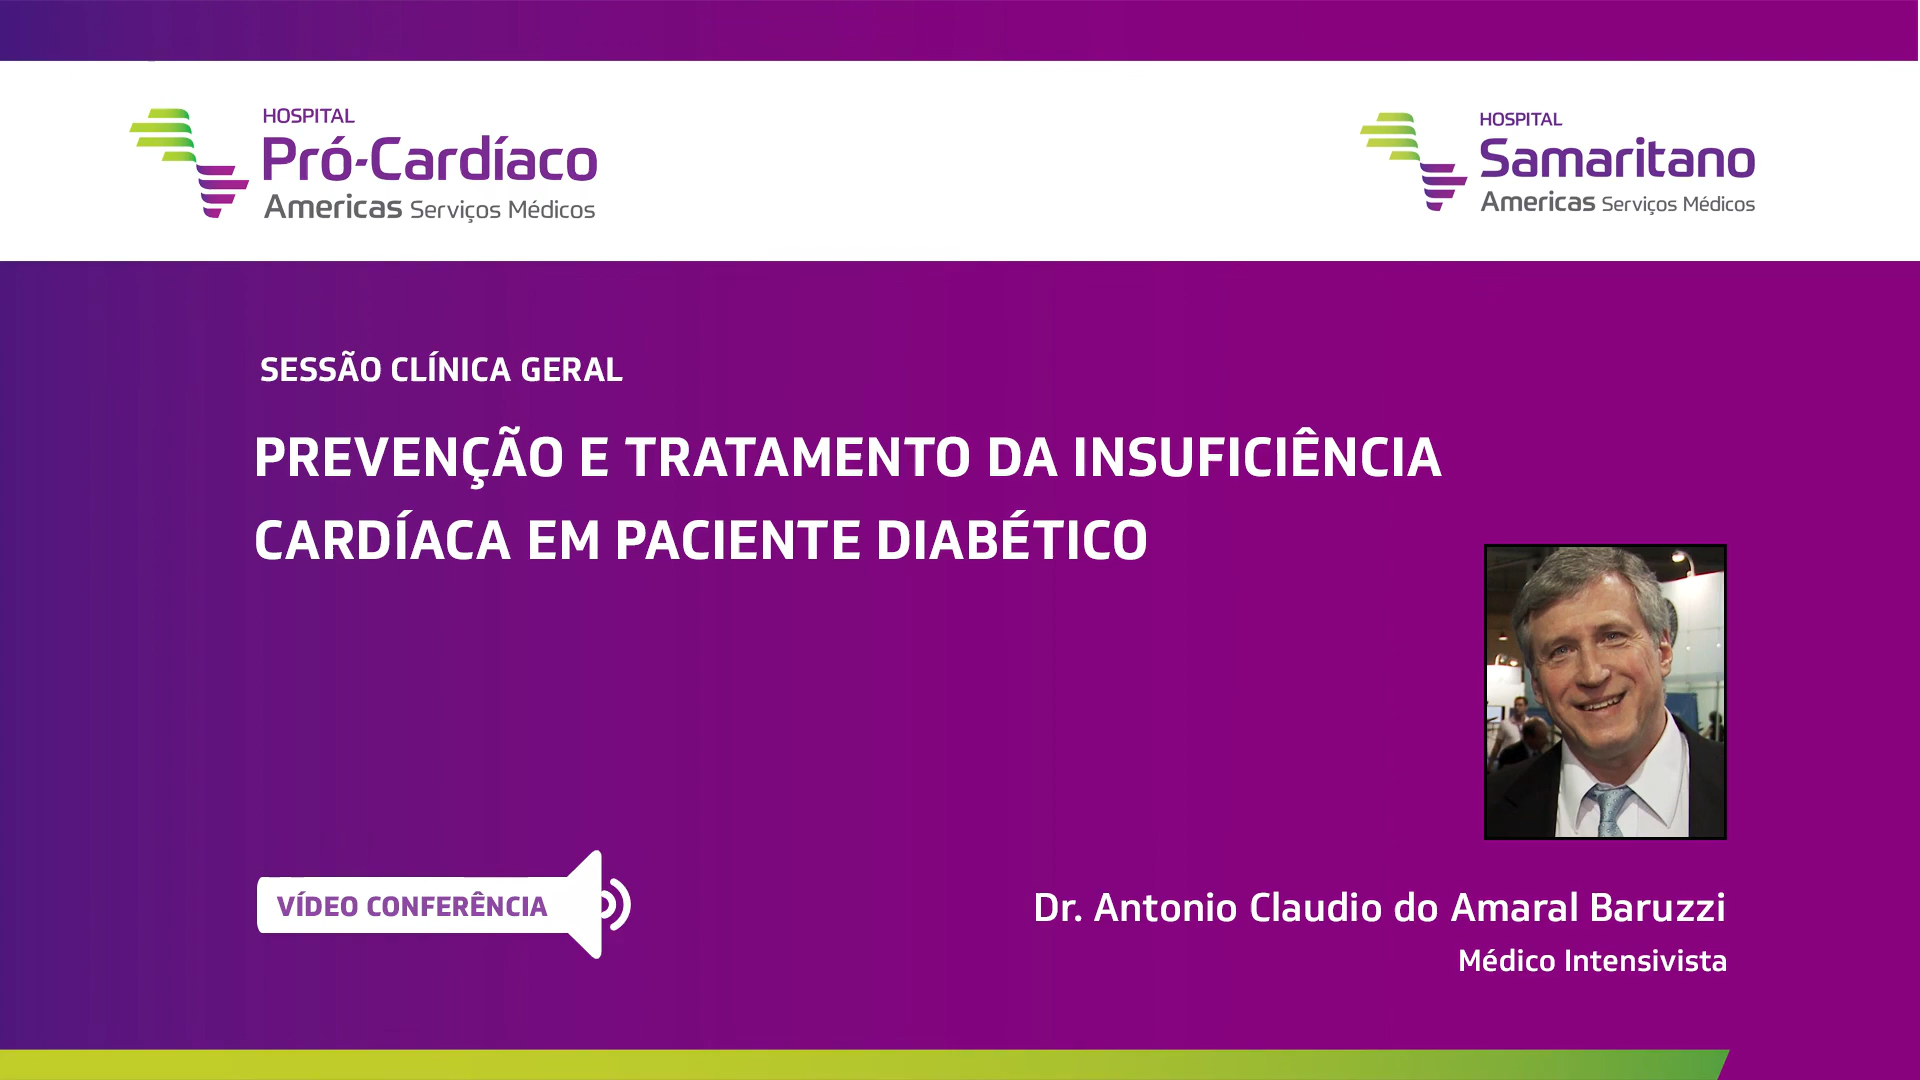 HOSPITAL
Pró-Cardíaco
Americas Serviços Médicos
HOSPITAL
Samaritano
Americas Serviços Médicos
SESSÃO CLÍNICA GERAL
PREVENÇÃO E TRATAMENTO DA INSUFICIÊNCIA
CARDÍACA EM PACIENTE DIABÉTICO
VÍDEO CONFERÊNCIA
Dr. Antonio Claudio do Amaral Baruzzi
Médico Intensivista